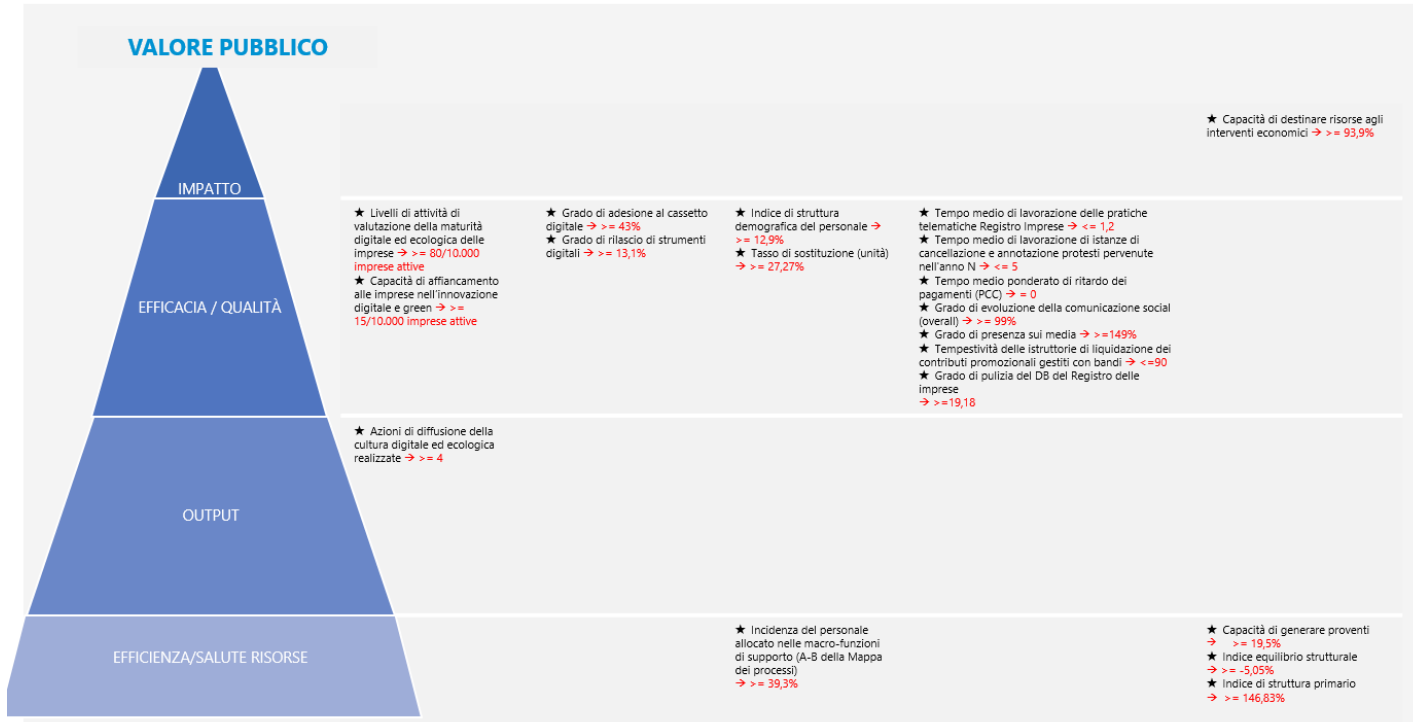 VALORE PUBBLICO
IMPATTO
★ Capacità di destinare risorse agli
interventi economici → >= 93,9%
EFFICACIA / QUALITÀ
★ Livelli di attività di
valutazione della maturità
digitale ed ecologica delle
imprese → >= 80/10.000
imprese attive
★ Capacità di affiancamento
alle imprese nell'innovazione
digitale e green → >=
15/10.000 imprese attive
★ Grado di adesione al cassetto
digitale → >= 43%
★ Grado di rilascio di strumenti
digitali → >= 13,1%
★ Indice di struttura
demografica del personale →
>= 12,9%
★ Tasso di sostituzione (unità)
→ >= 27,27%
★ Tempo medio di lavorazione delle pratiche
telematiche Registro Imprese → <= 1,2
★ Tempo medio di lavorazione di istanze di
cancellazione e annotazione protesti pervenute
nell'anno N → <= 5
★ Tempo medio ponderato di ritardo dei
pagamenti (PCC) → = 0
★ Grado di evoluzione della comunicazione social
(overall) → >= 99%
★ Grado di presenza sui media → >=149%
★ Tempestività delle istruttorie di liquidazione dei
contributi promozionali gestiti con bandi → <=90
★ Grado di pulizia del DB del Registro delle
imprese
→ >=19,18
OUTPUT
★ Azioni di diffusione della
cultura digitale ed ecologica
realizzate → >= 4
EFFICIENZA/SALUTE RISORSE
★ Incidenza del personale
allocato nelle macro-funzioni
di supporto (A-B della Mappa
dei processi)
→ >= 39,3%
★ Capacità di generare proventi
→ >= 19,5%
★ Indice equilibrio strutturale
→ >= -5,05%
★ Indice di struttura primario
→ >= 146,83%